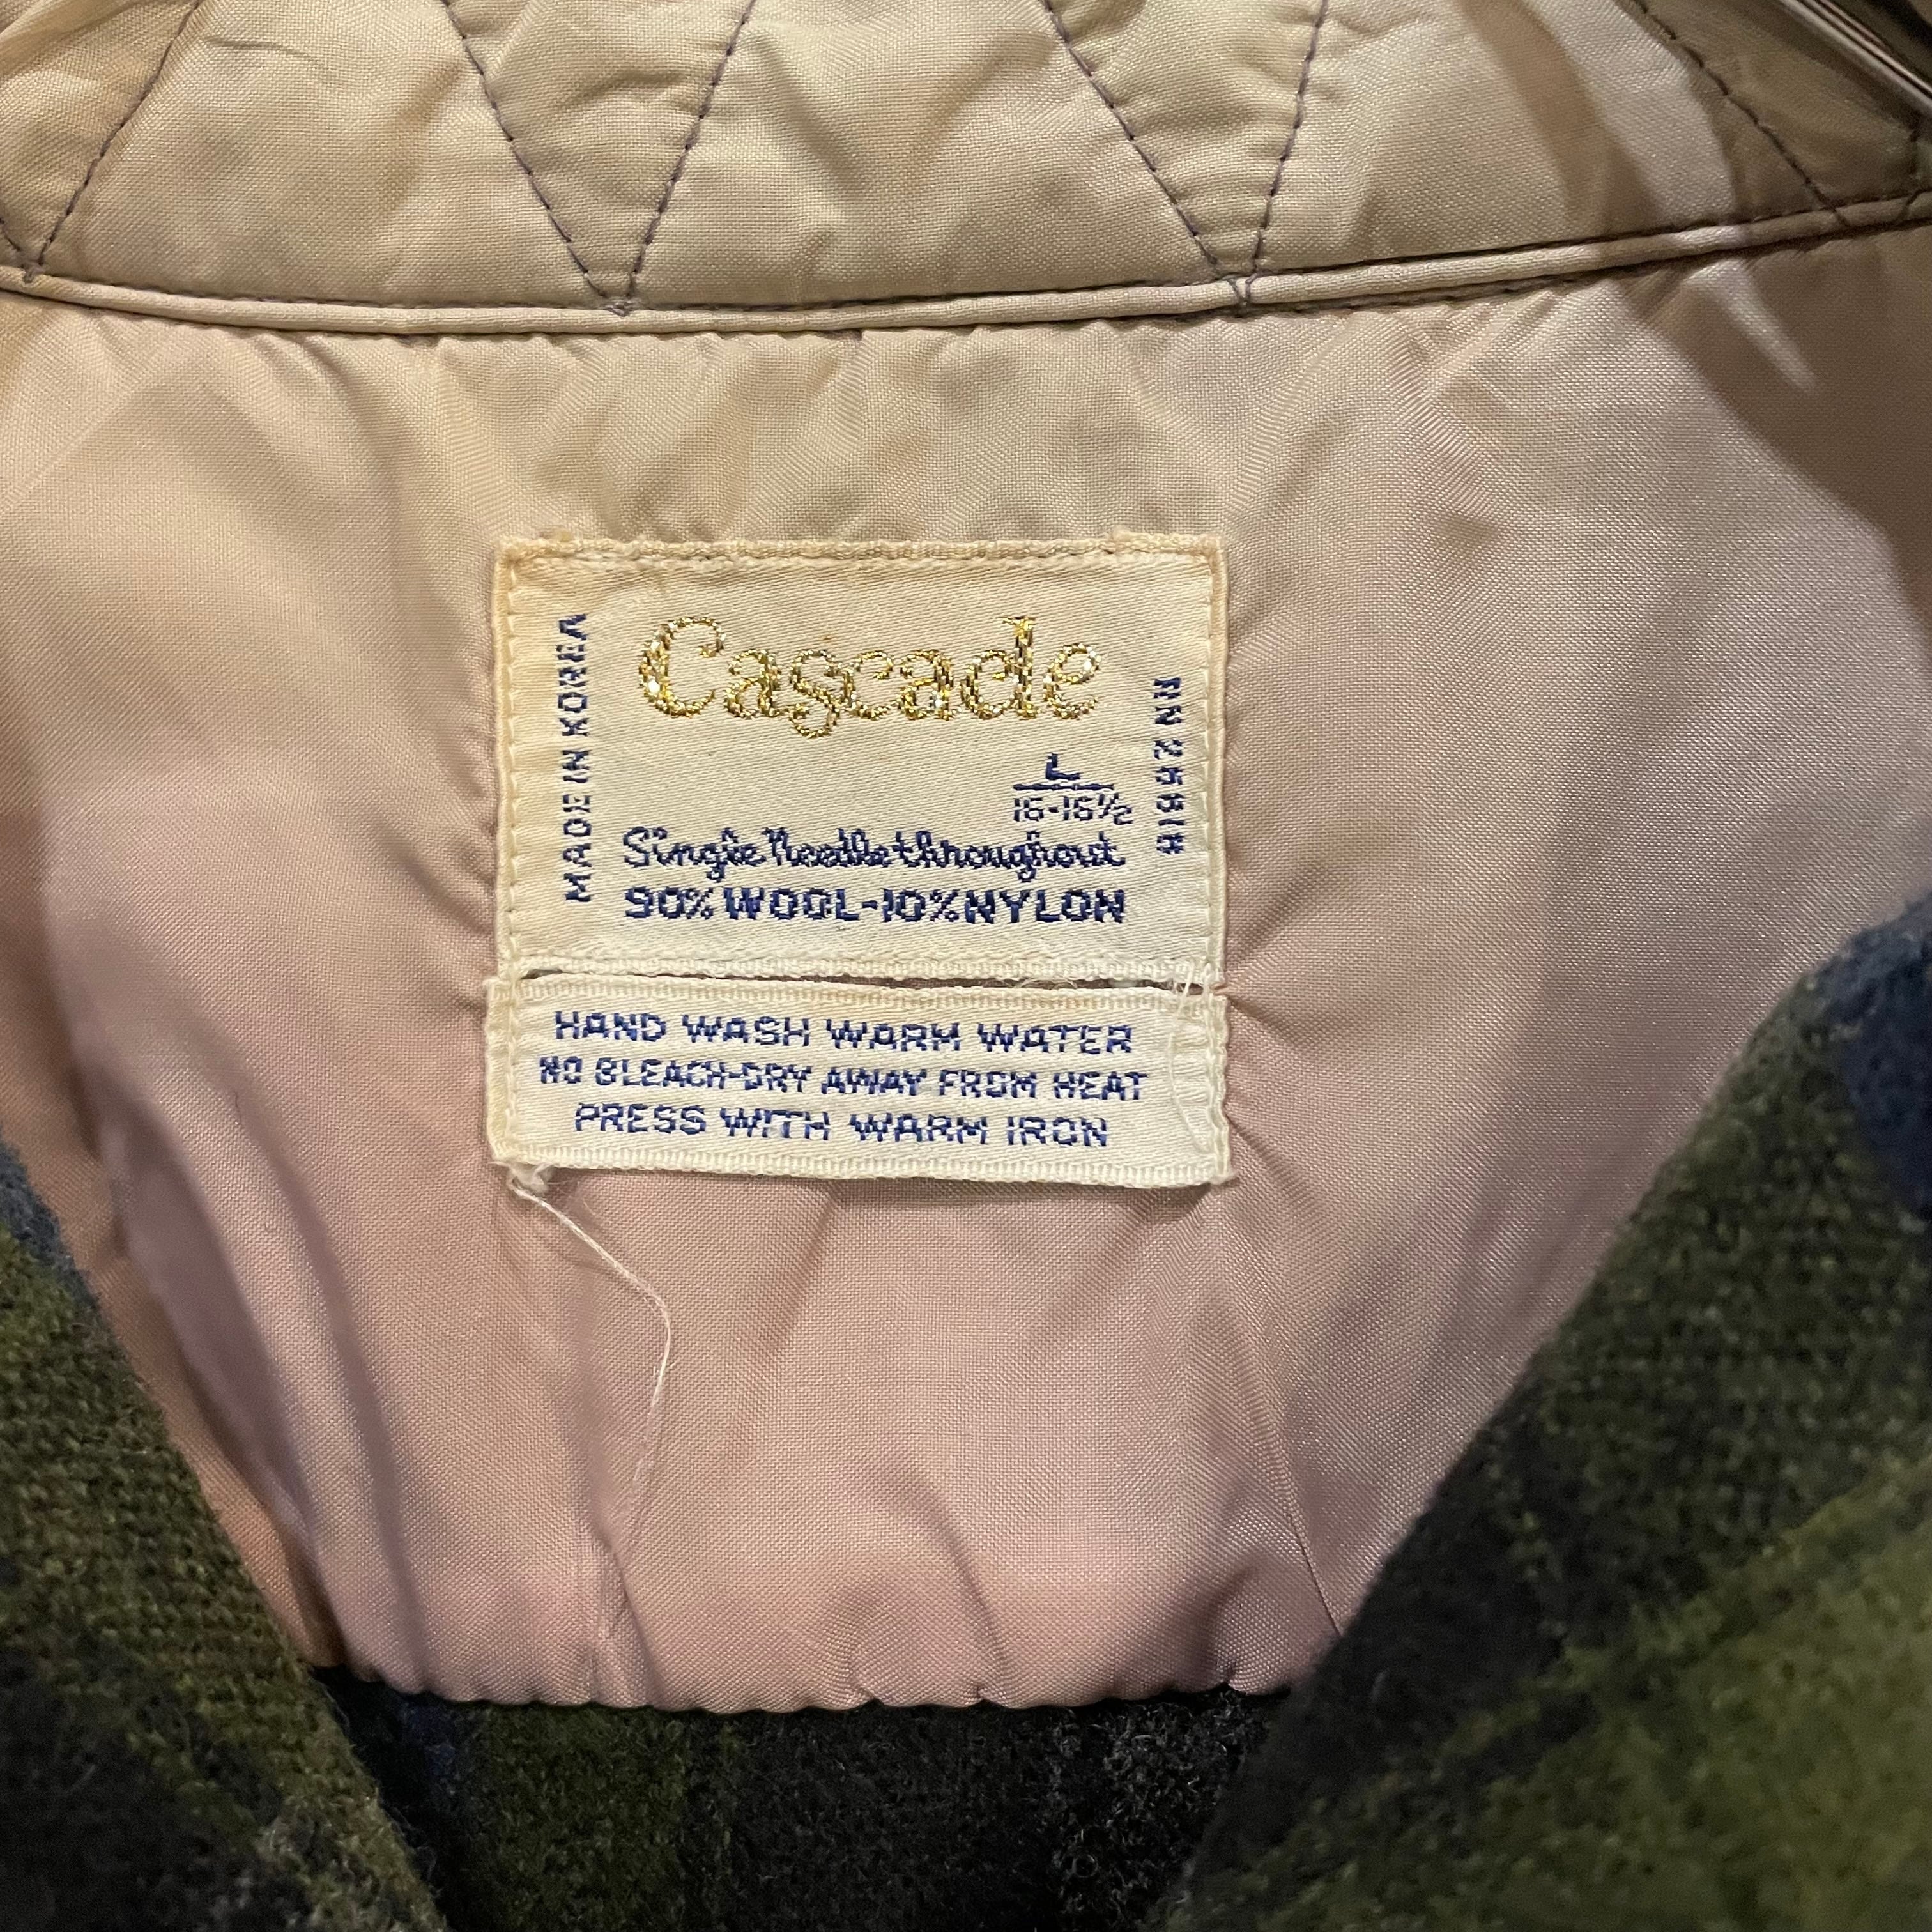 Cascade
MADE IN KOREA
L
16-16½
RN
Single Needle throughout
90% WOOL-10% NYLON
HAND WASH WARM WATER
NO BLEACH-DRY AWAY FROM HEAT
PRESS WITH WARM IRON